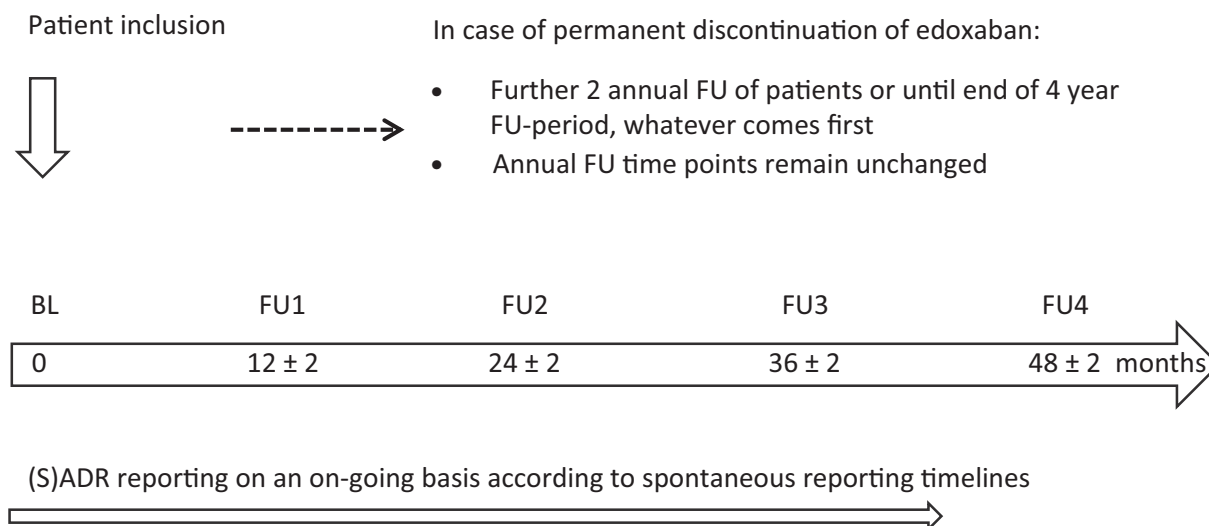 Patient inclusion
In case of permanent discontinuation of edoxaban:
• Further 2 annual FU of patients or until end of 4 year
FU-period, whatever comes first
• Annual FU time points remain unchanged
BL FU1 FU2 FU3 FU4
0 12 ± 2 24 ± 2 36 ± 2 48 ± 2 months
(S)ADR reporting on an on-going basis according to spontaneous reporting timelines